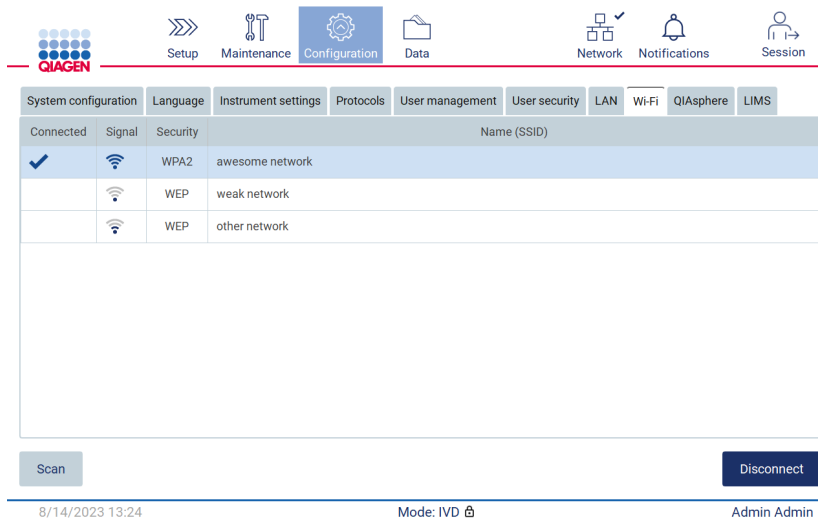 QIAGEN
Setup Maintenance Configuration Data Network Notifications Session
System configuration Language Instrument settings Protocols User management User security LAN Wi-Fi QIAsphere LIMS
Connected Signal Security Name (SSID)
WPA2 awesome network
WEP weak network
WEP other network
Scan Disconnect
8/14/2023 13:24 Mode: IVD Admin Admin